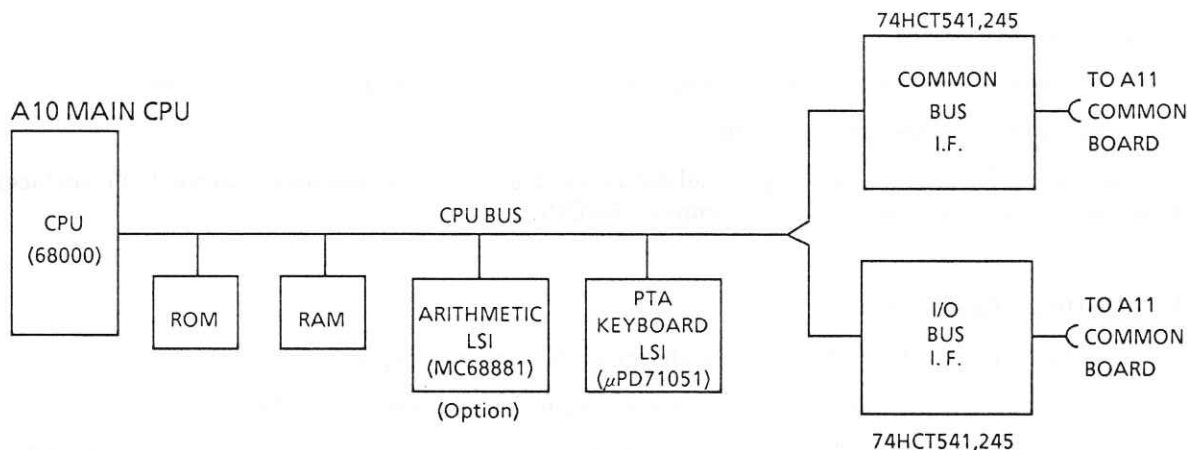 74HCT541,245
COMMON
BUS
I.F.
TO A11
COMMON
BOARD
A10 MAIN CPU
CPU
(68000)
CPU BUS
ROM
RAM
ARITHMETIC
LSI
(MC68881)
(Option)
PTA
KEYBOARD
LSI
(μPD71051)
I/O
BUS
I.F.
TO A11
COMMON
BOARD
74HCT541,245